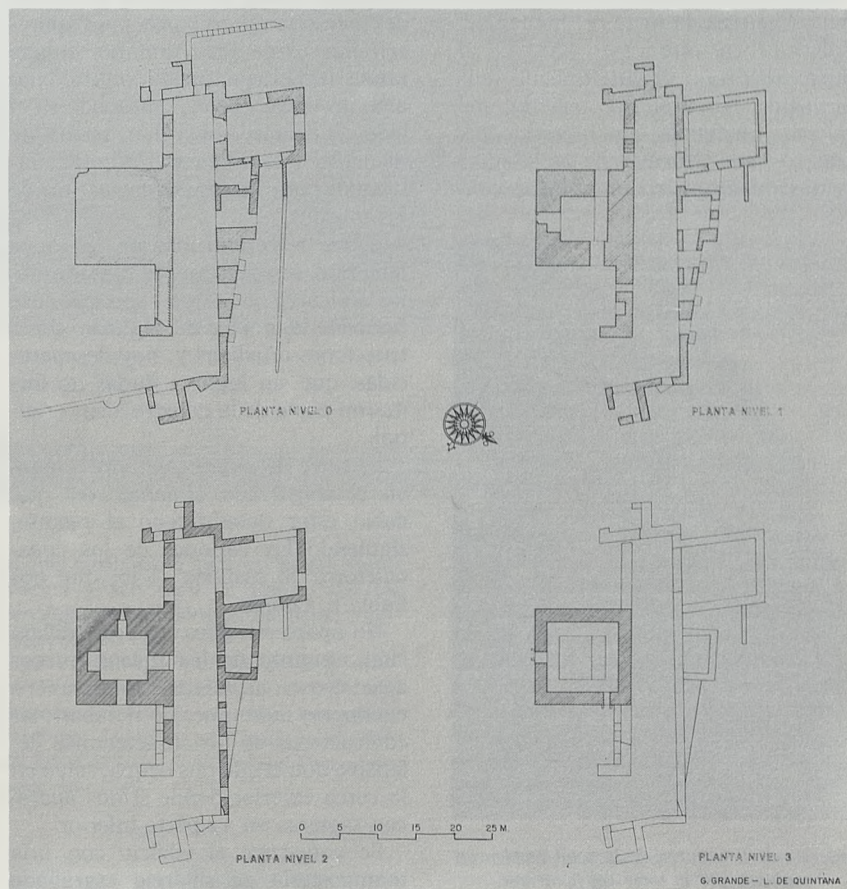 PLANTA NIVEL 0
PLANTA NIVEL 1
0 5 10 15 20 25 M.
PLANTA NIVEL 2
PLANTA NIVEL 3
G. GRANDE - L. DE QUINTANA